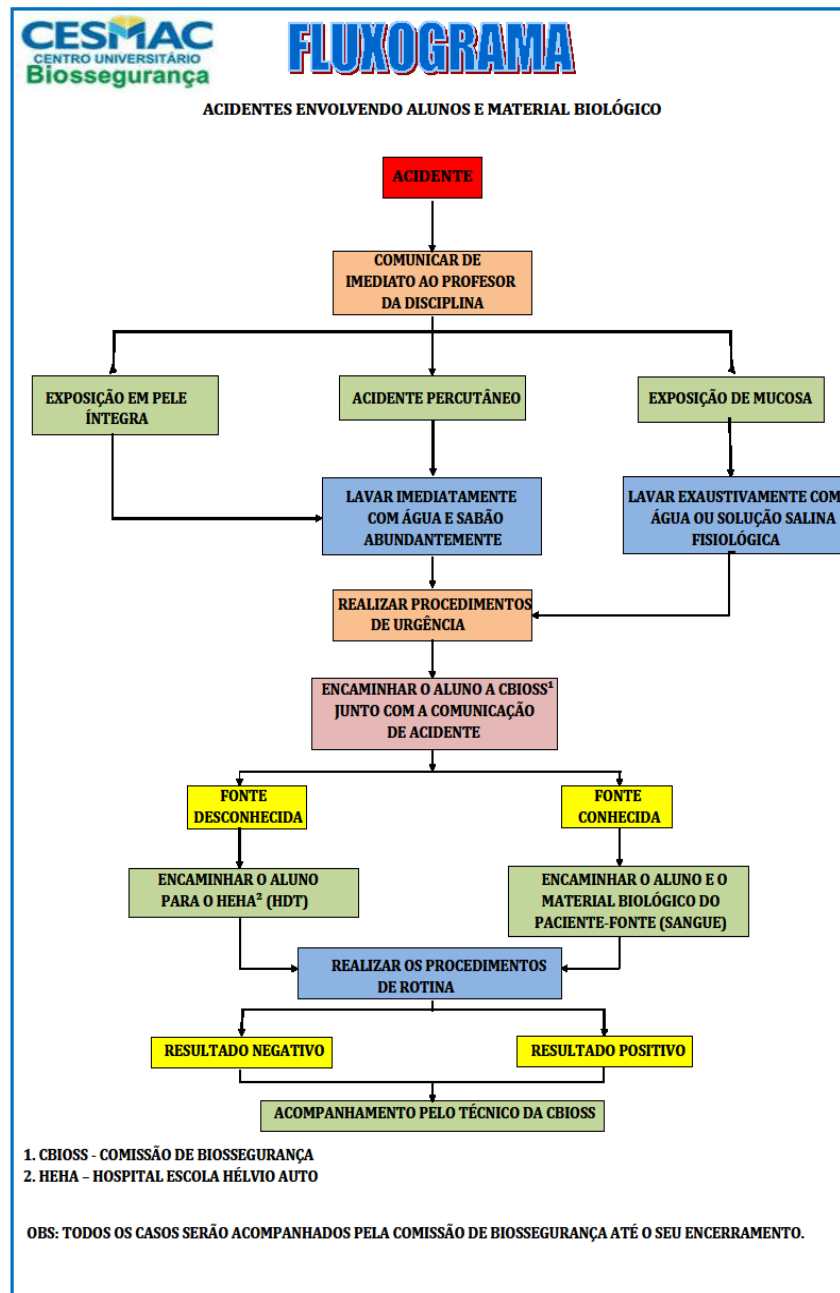 CESMAC
CENTRO UNIVERSITÁRIO
Biossegurança
FLUXOGRAMA
ACIDENTES ENVOLVENDO ALUNOS E MATERIAL BIOLÓGICO
ACIDENTE
COMUNICAR DE
IMEDIATO AO PROFESOR
DA DISCIPLINA
EXPOSIÇÃO EM PELE
ÍNTEGRA
ACIDENTE PERCUTÂNEO
EXPOSIÇÃO DE MUCOSA
LAVAR IMEDIATAMENTE
COM ÁGUA E SABÃO
ABUNDANTEMENTE
LAVAR EXAUSTIVAMENTE COM
ÁGUA OU SOLUÇÃO SALINA
FISIOLÓGICA
REALIZAR PROCEDIMENTOS
DE URGÊNCIA
ENCAMINHAR O ALUNO A CBIOSS¹
JUNTO COM A COMUNICAÇÃO
DE ACIDENTE
FONTE
DESCONHECIDA
FONTE
CONHECIDA
ENCAMINHAR O ALUNO
PARA O HEHA² (HDT)
ENCAMINHAR O ALUNO E O
MATERIAL BIOLÓGICO DO
PACIENTE-FONTE (SANGUE)
REALIZAR OS PROCEDIMENTOS
DE ROTINA
RESULTADO NEGATIVO
RESULTADO POSITIVO
ACOMPANHAMENTO PELO TÉCNICO DA CBIOSS
1. CBIOSS - COMISSÃO DE BIOSSEGURANÇA
2. HEHA – HOSPITAL ESCOLA HÉLVIO AUTO
OBS: TODOS OS CASOS SERÃO ACOMPANHADOS PELA COMISSÃO DE BIOSSEGURANÇA ATÉ O SEU ENCERRAMENTO.